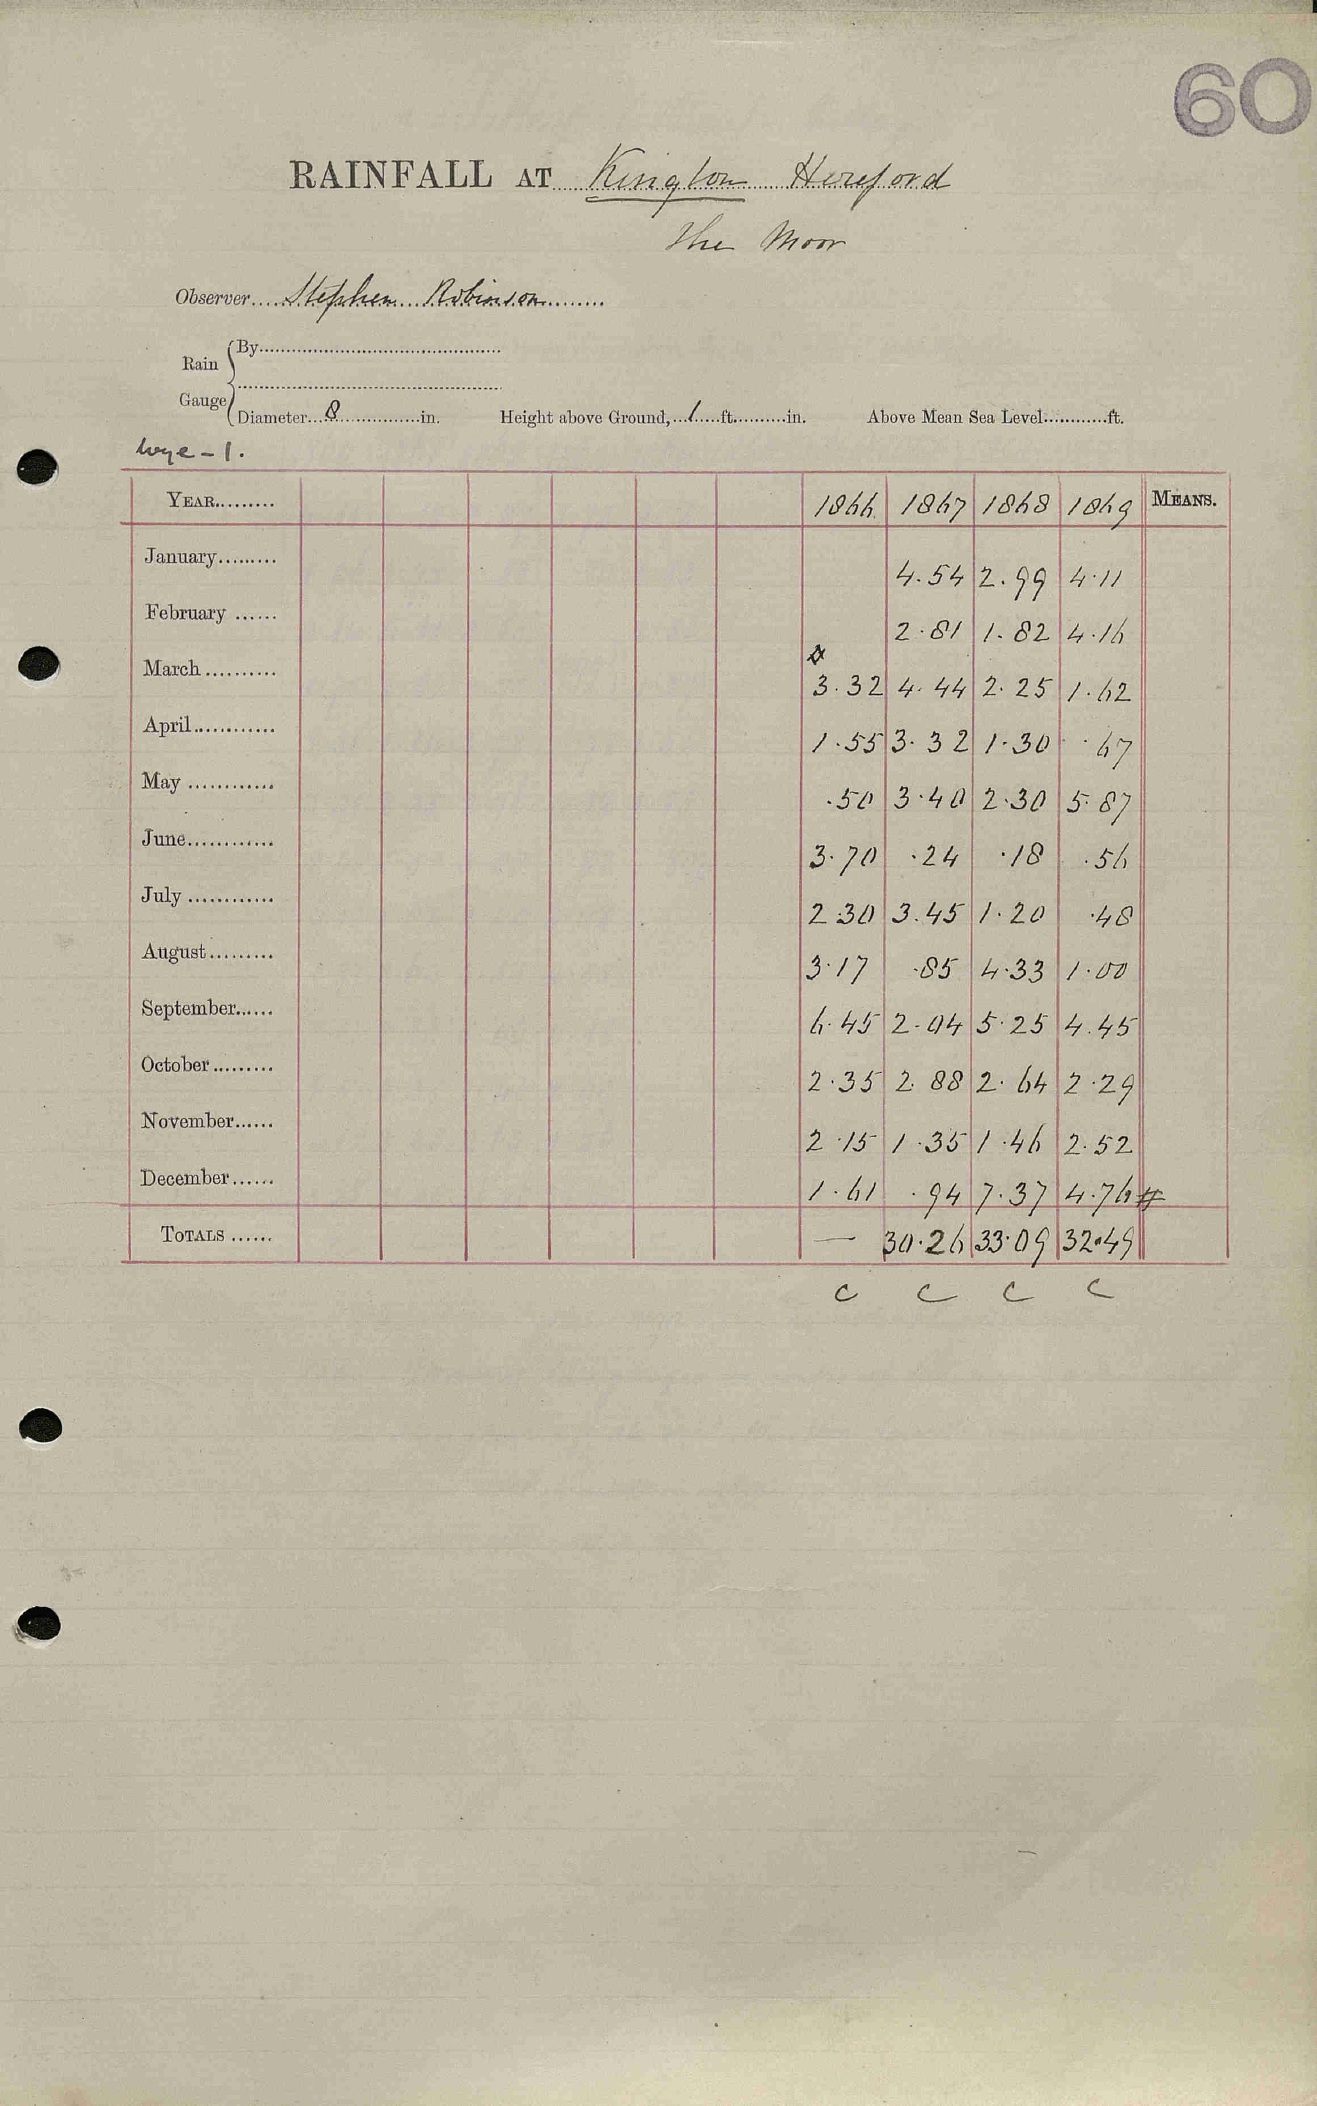 60
RAINFALL AT Kington Hereford
The Moor
Observer Stephen Robinson
Rain Gauge
By
Diameter 8 in. Height above Ground, 1 ft. in. Above Mean Sea Level ft.
Wye - 1.
YEAR 1866 1867 1868 1869 MEANS.
January 4.54 2.99 4.11
February 2.81 1.82 4.16
March 3.32 4.44 2.25 1.62
April 1.55 3.32 1.30 .67
May .50 3.40 2.30 5.87
June 3.70 .24 .18 .56
July 2.30 3.45 1.20 .48
August 3.17 .85 4.33 1.00
September 6.45 2.04 5.25 4.45
October 2.35 2.88 2.64 2.29
November 2.15 1.35 1.46 2.52
December 1.61 .94 7.37 4.76 #
TOTALS — 30.26 33.09 32.49
C C C C